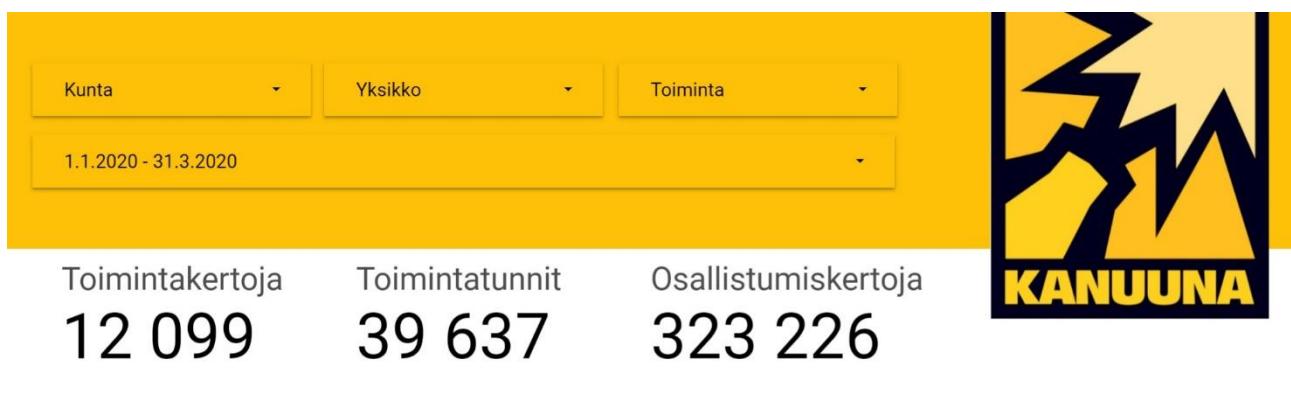 Kunta Yksikko Toiminta
1.1.2020 - 31.3.2020
KANUUNA
Toimintakertoja Toimintatunnit Osallistumiskertoja
12 099 39 637 323 226